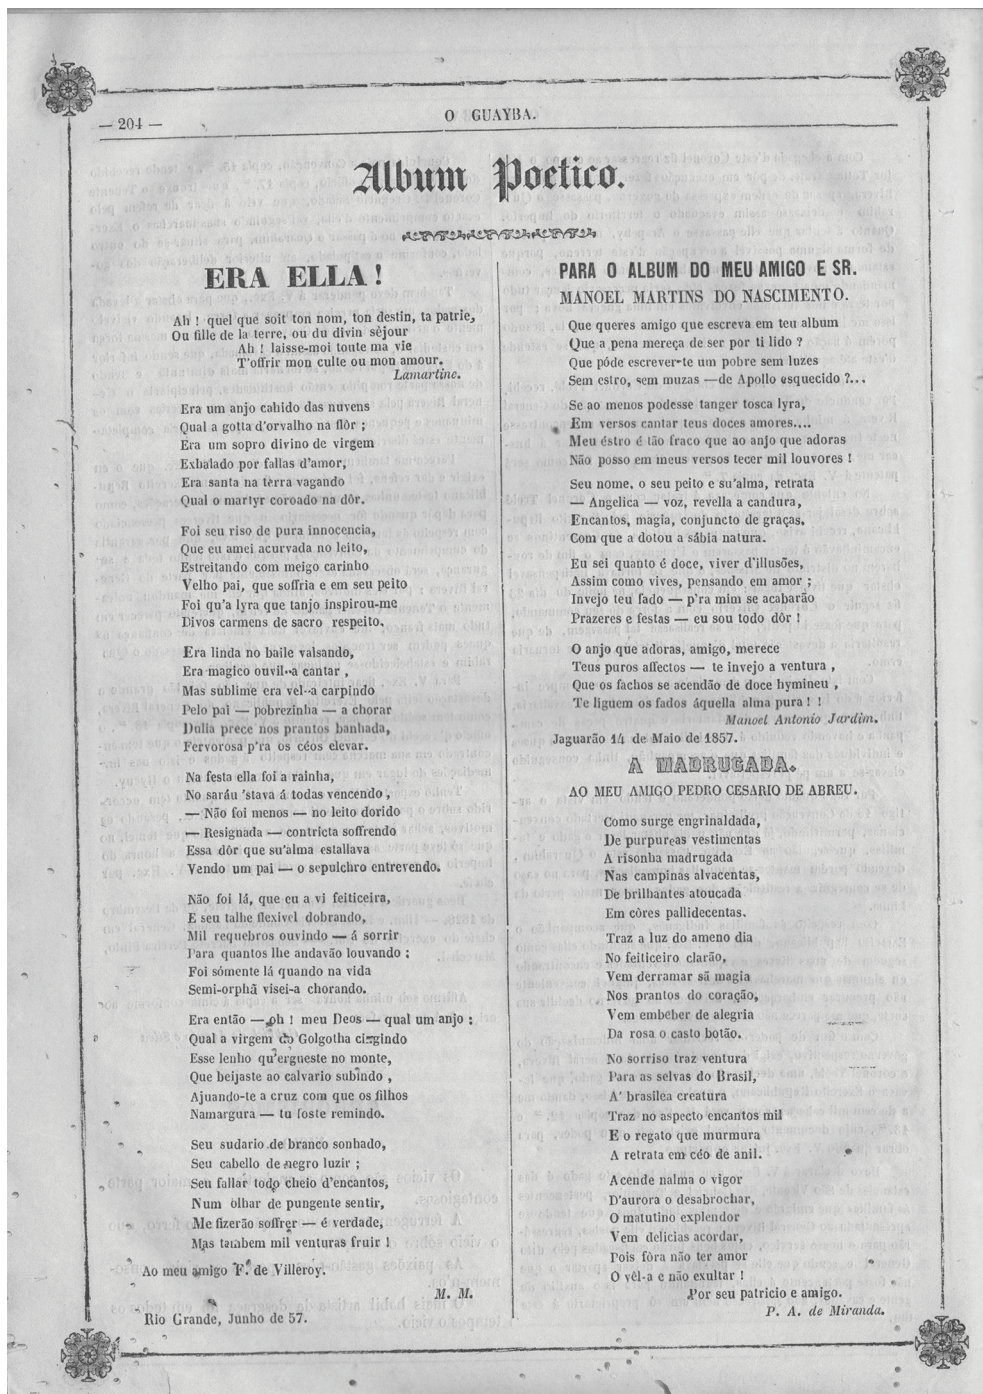 — 204 —
O GUAYBA.
Album Poetico.
ERA ELLA !
Ah ! quel que soit ton nom, ton destin, ta patrie,
Ou fille de la terre, ou du divin séjour
Ah ! laisse-moi toute ma vie
T'offrir mon culte ou mou amour.
Lamartine.
Era um anjo cahido das nuvens
Qual a gotta d'orvalho na flôr ;
Era um sopro divino de virgem
Exhalado por fallas d'amor,
Era santa na terra vagando
Qual o martyr coroado na dôr.
Foi seu riso de pura innocencia,
Que eu amei acurvada no leito,
Estreitando com meigo carinho
Velho pai, que soffria e em seu peito
Foi qu'a lyra que tanjo inspirou-me
Divos carmens de sacro respeito.
Era linda no baile valsando,
Era magico ouvil-a cantar ,
Mas sublime era vel-a carpindo
Pelo pai — pobrezinha — a chorar
Dulia prece nos prantos banhada,
Fervorosa p'ra os céos elevar.
Na festa ella foi a rainha,
No saráu 'stava á todas vencendo ,
— Não foi menos — no leito dorido
— Resignada — contricta soffrendo
Essa dôr que su'alma estallava
Vendo um pai — o sepulchro entrevendo.
Não foi lá, que eu a vi feiticeira,
E seu talhe flexivel dobrando,
Mil requebros ouvindo — á sorrir
Para quantos lhe andavão louvando ;
Foi sómente lá quando na vida
Semi-orphã visei-a chorando.
Era então — oh ! meu Deos — qual um anjo ;
Qual a virgem do Golgotha cingindo
Esse lenho qu'ergueste no monte,
Que beijaste ao calvario subindo ,
Ajuando-te a cruz com que os filhos
Namargura — tu foste remindo.
Seu sudario de branco sonhado,
Seu cabello de negro luzir ;
Seu fallar todo cheio d'encantos,
Num olhar de pungente sentir,
Me fizerão soffrer — é verdade,
Mas tambem mil venturas fruir !
Ao meu amigo F. de Villeroy.
M. M.
Rio Grande, Junho de 57.
PARA O ALBUM DO MEU AMIGO E SR.
MANOEL MARTINS DO NASCIMENTO.
Que queres amigo que escreva em teu album
Que a pena mereça de ser por ti lido ?
Que póde escrever-te um pobre sem luzes
Sem estro, sem muzas — de Apollo esquecido ?...
Se ao menos podesse tanger tosca lyra,
Em versos cantar teus doces amores....
Meu éstro é tão fraco que ao anjo que adoras
Não posso em meus versos tecer mil louvores !
Seu nome, o seu peito e su'alma, retrata
— Angelica — voz, revella a candura,
Encantos, magia, conjuncto de graças,
Com que a dotou a sábia natura.
Eu sei quanto é doce, viver d'illusões,
Assim como vives, pensando em amor ;
Invejo teu fado — p'ra mim se acabarão
Prazeres e festas — eu sou todo dôr !
O anjo que adoras, amigo, merece
Teus puros affectos — te invejo a ventura ,
Que os fachos se acendão de doce hymineu ,
Te liguem os fados áquella alma pura ! !
Manoel Antonio Jardim.
Jaguarão 14 de Maio de 1857.
A MADRUGADA.
AO MEU AMIGO PEDRO CESARIO DE ABREU.
Como surge engrinaldada,
De purpureas vestimentas
A risonha madrugada
Nas campinas alvacentas,
De brilhantes atoucada
Em côres pallidecentas.
Traz a luz do ameno dia
No feiticeiro clarão,
Vem derramar sã magia
Nos prantos do coração,
Vem embeber de alegria
Da rosa o casto botão.
No sorriso traz ventura
Para as selvas do Brasil,
A' brasilea creatura
Traz no aspecto encantos mil
E o regato que murmura
A retrata em céo de anil.
Acende nalma o vigor
D'aurora o desabrochar,
O matutino explendor
Vem delicias acordar,
Pois fôra não ter amor
O vêl-a e não exultar !
Por seu patricio e amigo.
P. A. de Miranda.